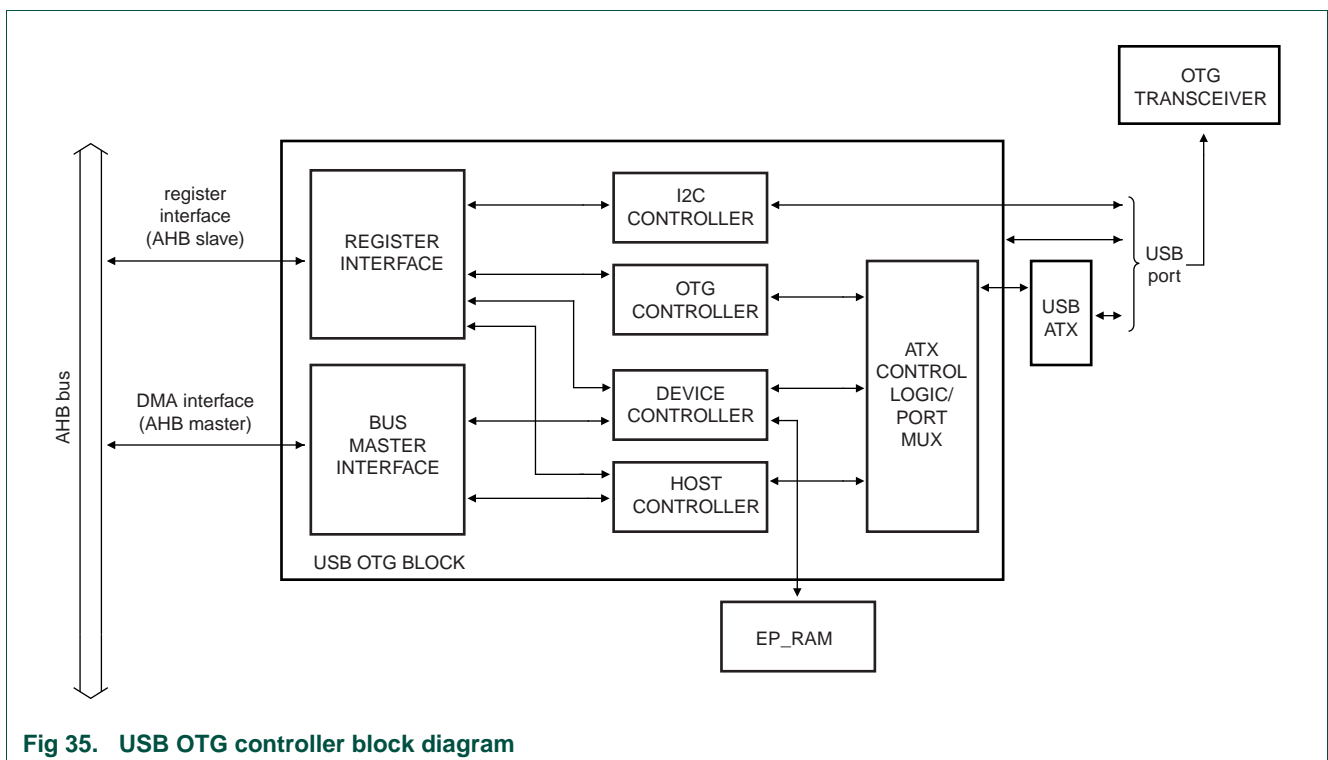 OTG
TRANSCEIVER
register
interface
(AHB slave)
REGISTER
INTERFACE
I2C
CONTROLLER
OTG
CONTROLLER
USB
port
USB
ATX
ATX
CONTROL
LOGIC/
PORT
MUX
AHB bus
DMA interface
(AHB master)
BUS
MASTER
INTERFACE
DEVICE
CONTROLLER
HOST
CONTROLLER
USB OTG BLOCK
EP_RAM
Fig 35. USB OTG controller block diagram